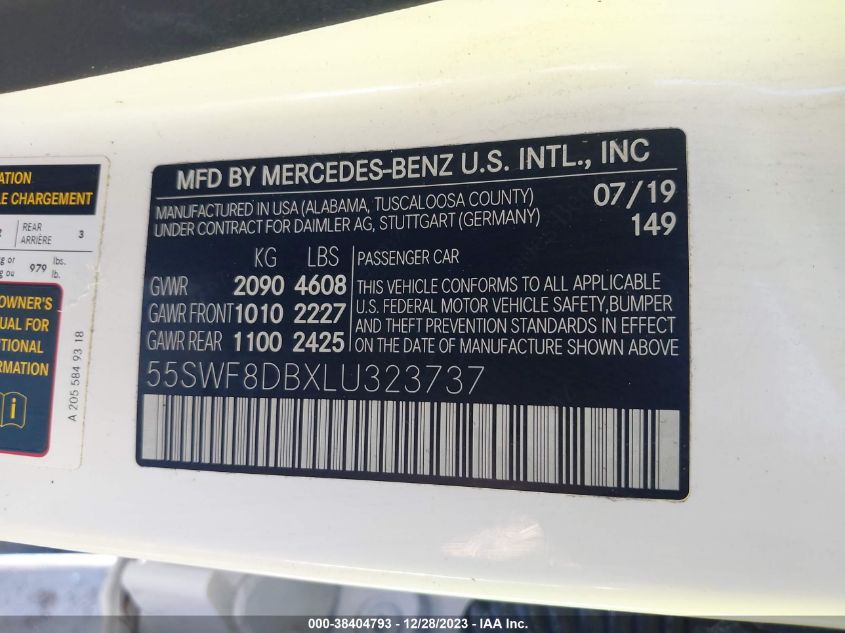 ATION
LE CHARGEMENT
2 REAR ARRIÈRE 3
g or 979 lbs.
g ou lb.
OWNER'S
UAL FOR
TIONAL
RMATION
A 205 584 93 18
MFD BY MERCEDES-BENZ U.S. INTL., INC
MANUFACTURED IN USA (ALABAMA, TUSCALOOSA COUNTY) 07/19
UNDER CONTRACT FOR DAIMLER AG, STUTTGART (GERMANY) 149
KG LBS
GVWR 2090 4608
GAWR FRONT 1010 2227
GAWR REAR 1100 2425
PASSENGER CAR
THIS VEHICLE CONFORMS TO ALL APPLICABLE
U.S. FEDERAL MOTOR VEHICLE SAFETY,BUMPER
AND THEFT PREVENTION STANDARDS IN EFFECT
ON THE DATE OF MANUFACTURE SHOWN ABOVE
55SWF8DBXLU323737
000-38404793 - 12/28/2023 - IAA Inc.